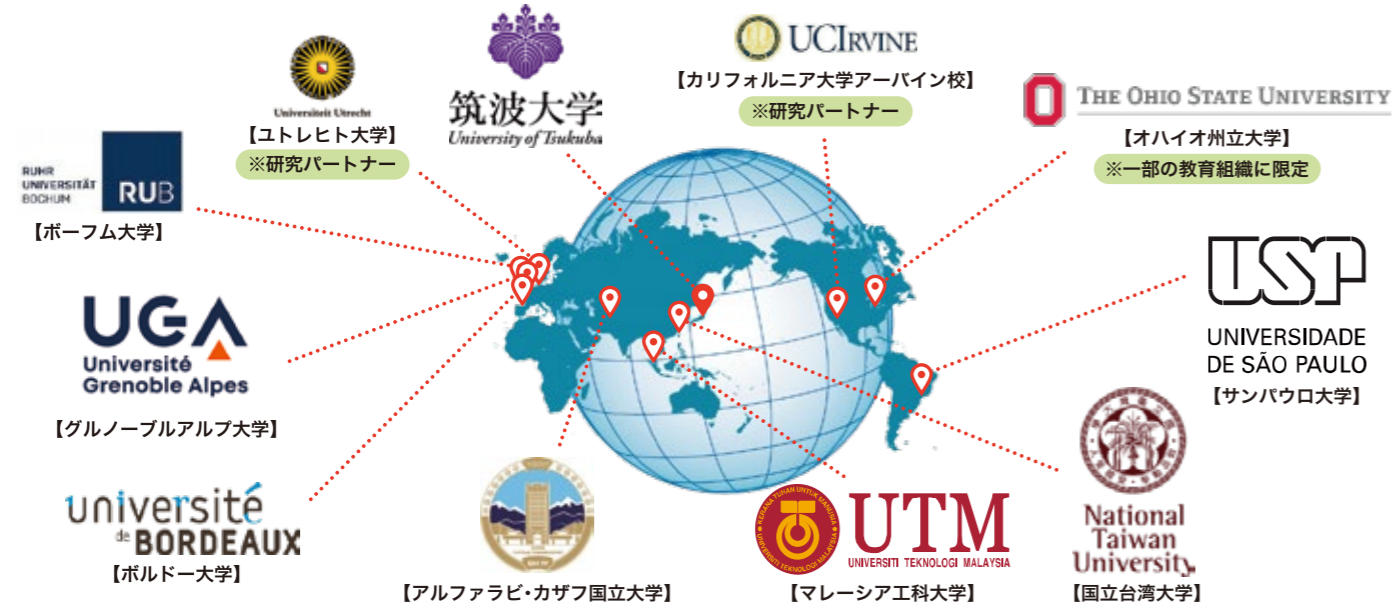 Universiteit Utrecht
【ユトレヒト大学】
※研究パートナー
筑波大学
University of Tsukuba
UCIRVINE
【カリフォルニア大学アーバイン校】
※研究パートナー
THE OHIO STATE UNIVERSITY
【オハイオ州立大学】
※一部の教育組織に限定
RUHR
UNIVERSITÄT
BOCHUM
RUB
【ボーフム大学】
USP
UNIVERSIDADE
DE SÃO PAULO
【サンパウロ大学】
UGA
Université
Grenoble Alpes
【グルノーブルアルプ大学】
université
de BORDEAUX
【ボルドー大学】
【アルファラビ・カザフ国立大学】
KERANA TUHAN UNTUK MANUSIA
UNIVERSITI TEKNOLOGI MALAYSIA
UTM
UNIVERSITI TEKNOLOGI MALAYSIA
【マレーシア工科大学】
National
Taiwan
University
【国立台湾大学】